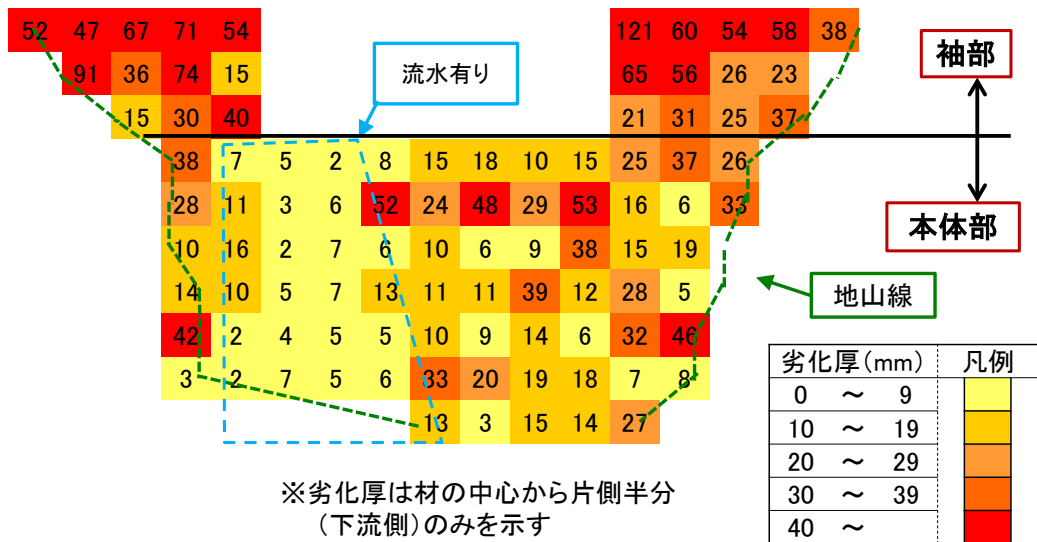 52 47 67 71 54 121 60 54 58 38
91 36 74 15 65 56 26 23
15 30 40 21 31 25 37
流水有り
袖部
38 7 5 2 8 15 18 10 15 25 37 26
28 11 3 6 52 24 48 29 53 16 6 33
本体部
10 16 2 7 6 10 6 9 38 15 19
14 10 5 7 13 11 11 39 12 28 5
地山線
42 2 4 5 5 10 9 14 6 32 46
3 2 7 5 6 33 20 19 18 7 8
13 3 15 14 27
劣化厚(mm) 凡例
0 ～ 9
10 ～ 19
20 ～ 29
30 ～ 39
40 ～
※劣化厚は材の中心から片側半分
(下流側)のみを示す